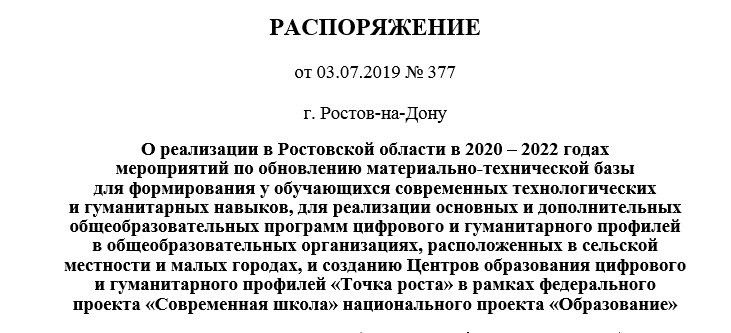 РАСПОРЯЖЕНИЕ
от 03.07.2019 № 377
г. Ростов-на-Дону
О реализации в Ростовской области в 2020 – 2022 годах
мероприятий по обновлению материально-технической базы
для формирования у обучающихся современных технологических
и гуманитарных навыков, для реализации основных и дополнительных
общеобразовательных программ цифрового и гуманитарного профилей
в общеобразовательных организациях, расположенных в сельской
местности и малых городах, и созданию Центров образования цифрового
и гуманитарного профилей «Точка роста» в рамках федерального
проекта «Современная школа» национального проекта «Образование»